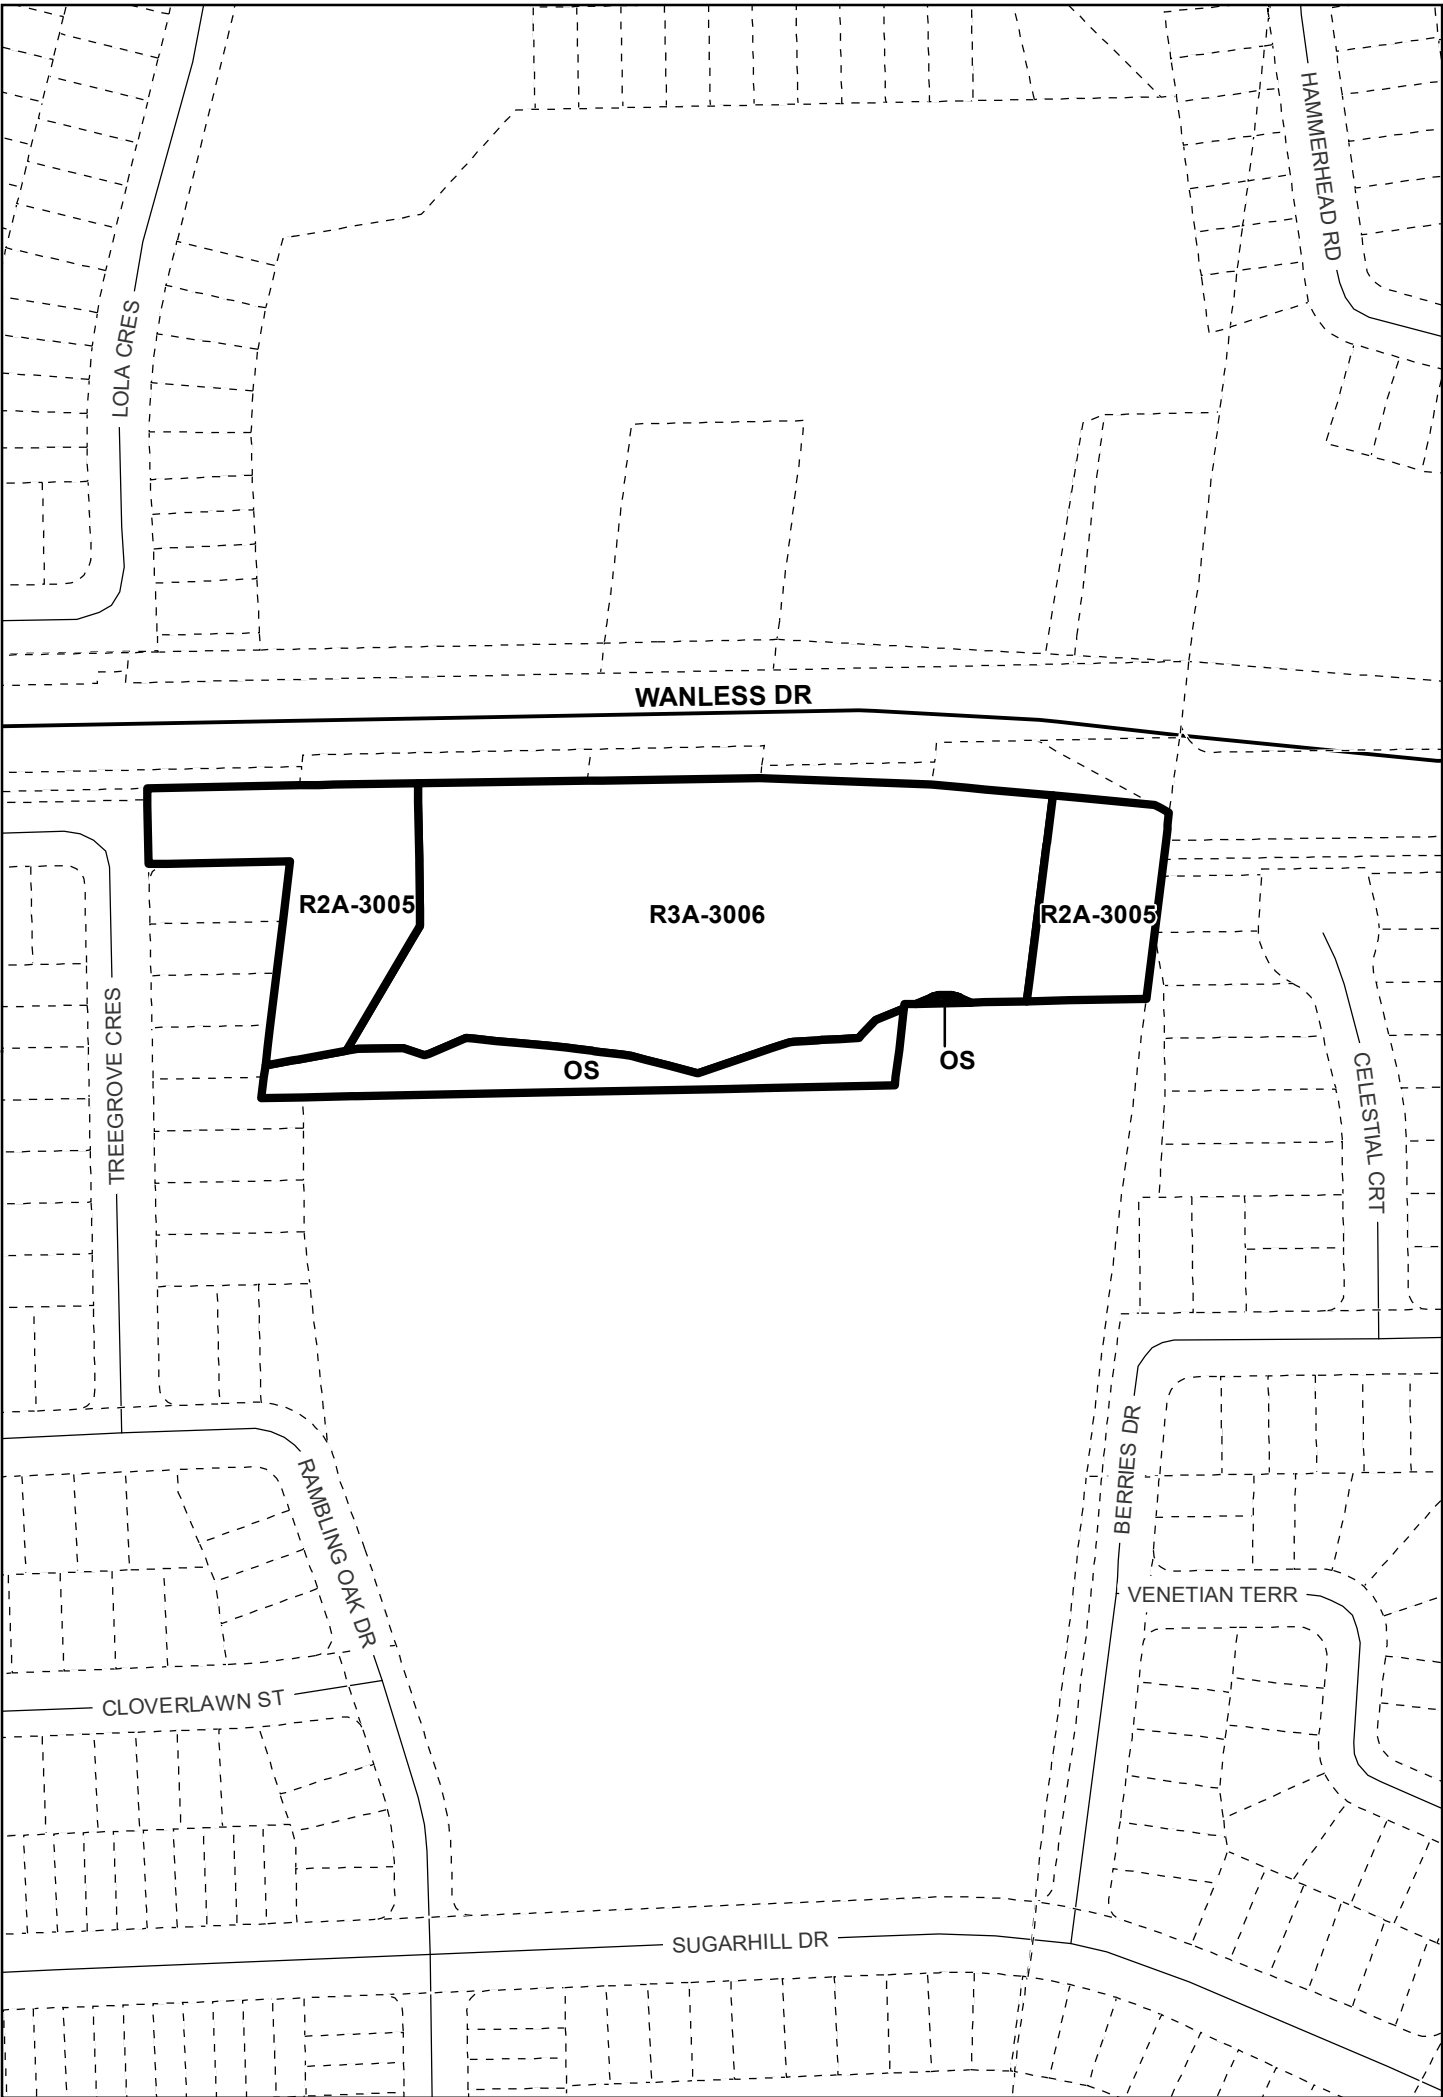 HAMMERHEAD RD
LOLA CRES
WANLESS DR
R2A-3005
R3A-3006
R2A-3005
OS
OS
TREEGROVE CRES
CELESTIAL CRT
BERRIES DR
RAMBLING OAK DR
VENETIAN TERR
CLOVERLAWN ST
SUGARHILL DR